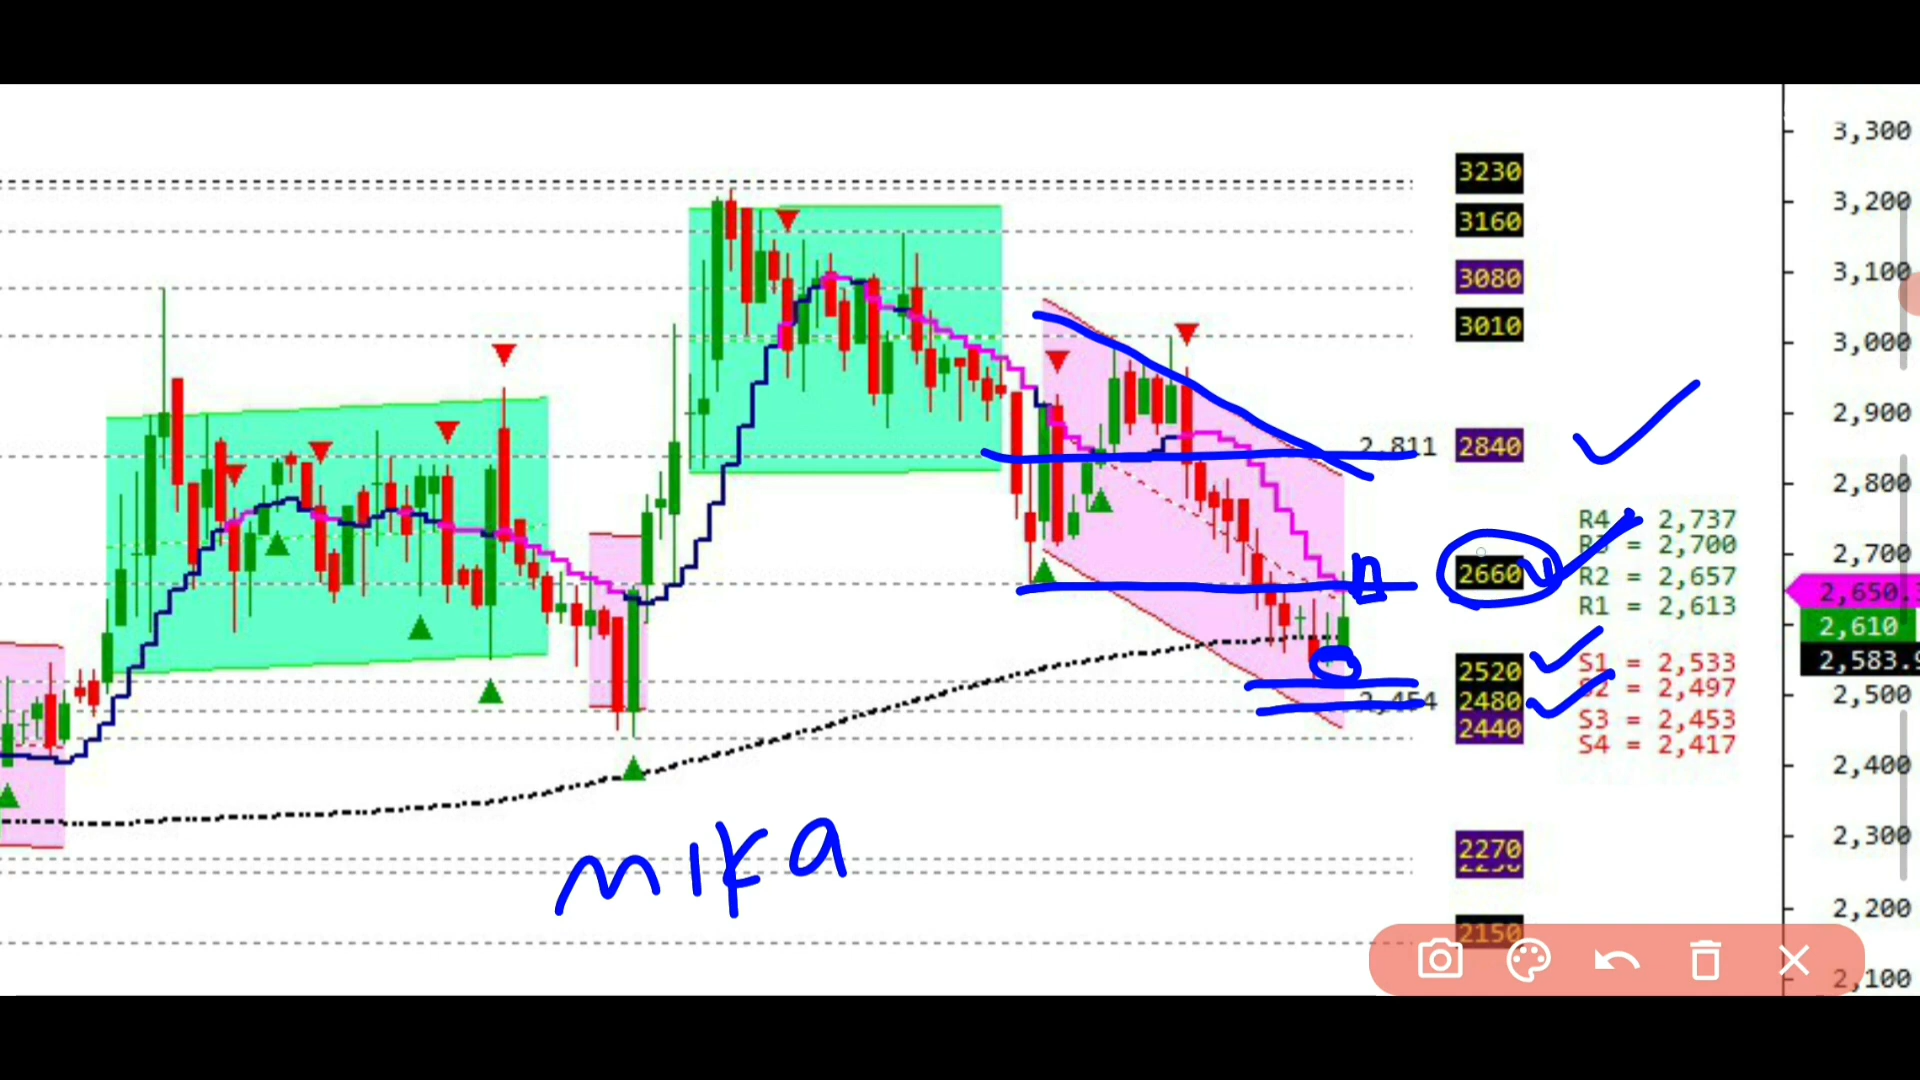 3,300
3230
3,200
3160
3,100
3080
3010
3,000
2,900
2,811 2840
2,800
R4 2,737
R3 = 2,700
2,700
2660 R2 = 2,657
2,650.
R1 = 2,613
2,610
2,583.9
2520 S1 = 2,533
S2 = 2,497
2,500
2,454 2480
2440 S3 = 2,453
S4 = 2,417
2,400
2,300
mika
2270
2,200
2150
2,100